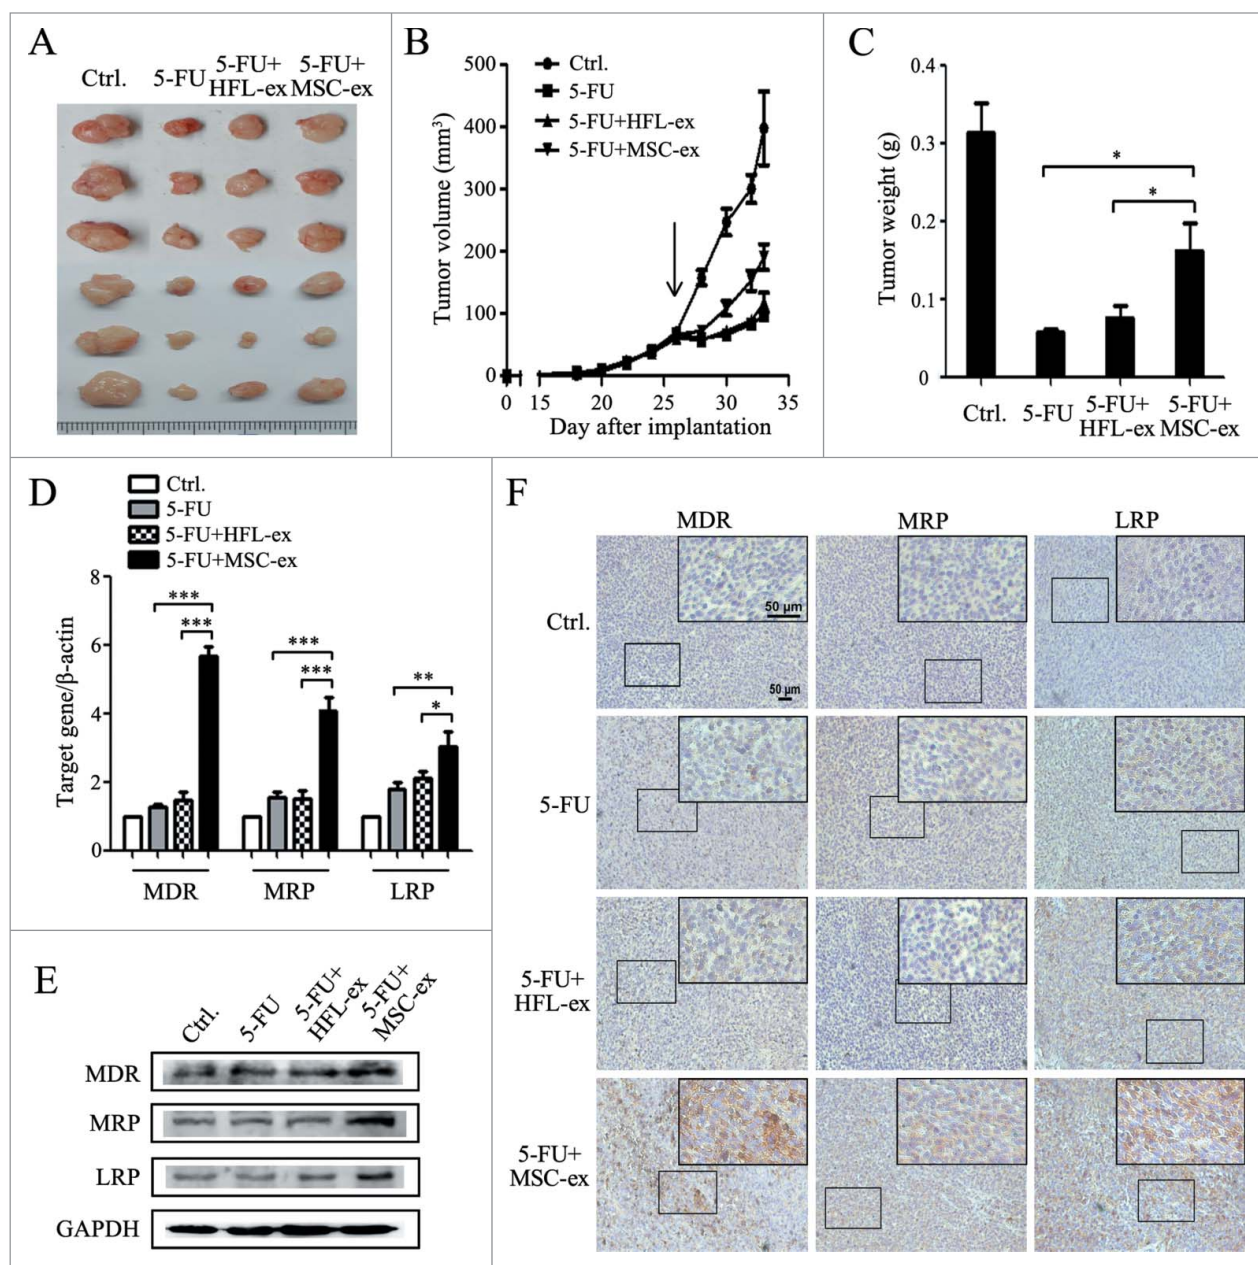 A
Ctrl.
5-FU
5-FU+
HFL-ex
5-FU+
MSC-ex
B
Ctrl.
5-FU
5-FU+HFL-ex
5-FU+MSC-ex
Tumor volume (mm³)
500
400
300
200
100
0
0
15
20
25
30
35
Day after implantation
C
Tumor weight (g)
0.4
0.3
0.2
0.1
0
*
*
Ctrl.
5-FU
5-FU+
HFL-ex
5-FU+
MSC-ex
D
Ctrl.
5-FU
5-FU+HFL-ex
5-FU+MSC-ex
Target gene/β-actin
8
6
4
2
0
***
***
***
***
**
*
MDR
MRP
LRP
E
Ctrl.
5-FU
5-FU+
HFL-ex
5-FU+
MSC-ex
MDR
MRP
LRP
GAPDH
F
MDR
MRP
LRP
Ctrl.
50 µm
50 µm
5-FU
5-FU+
HFL-ex
5-FU+
MSC-ex